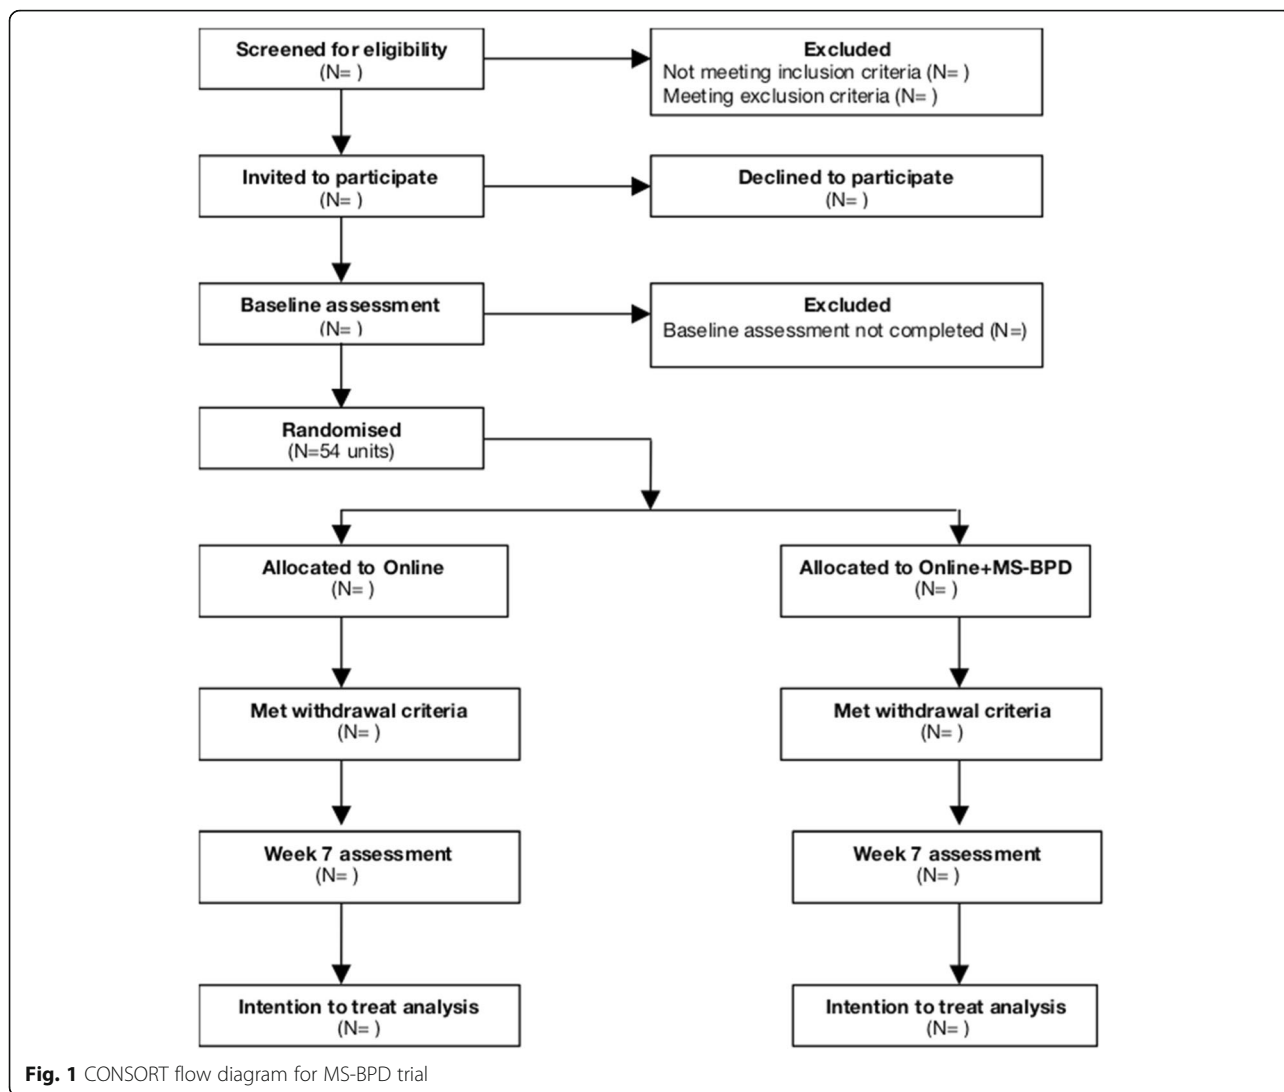 Screened for eligibility
(N= )
Excluded
Not meeting inclusion criteria (N= )
Meeting exclusion criteria (N= )
Invited to participate
(N= )
Declined to participate
(N= )
Baseline assessment
(N= )
Excluded
Baseline assessment not completed (N=)
Randomised
(N=54 units)
Allocated to Online
(N= )
Allocated to Online+MS-BPD
(N= )
Met withdrawal criteria
(N= )
Met withdrawal criteria
(N= )
Week 7 assessment
(N= )
Week 7 assessment
(N= )
Intention to treat analysis
(N= )
Intention to treat analysis
(N= )
Fig. 1 CONSORT flow diagram for MS-BPD trial